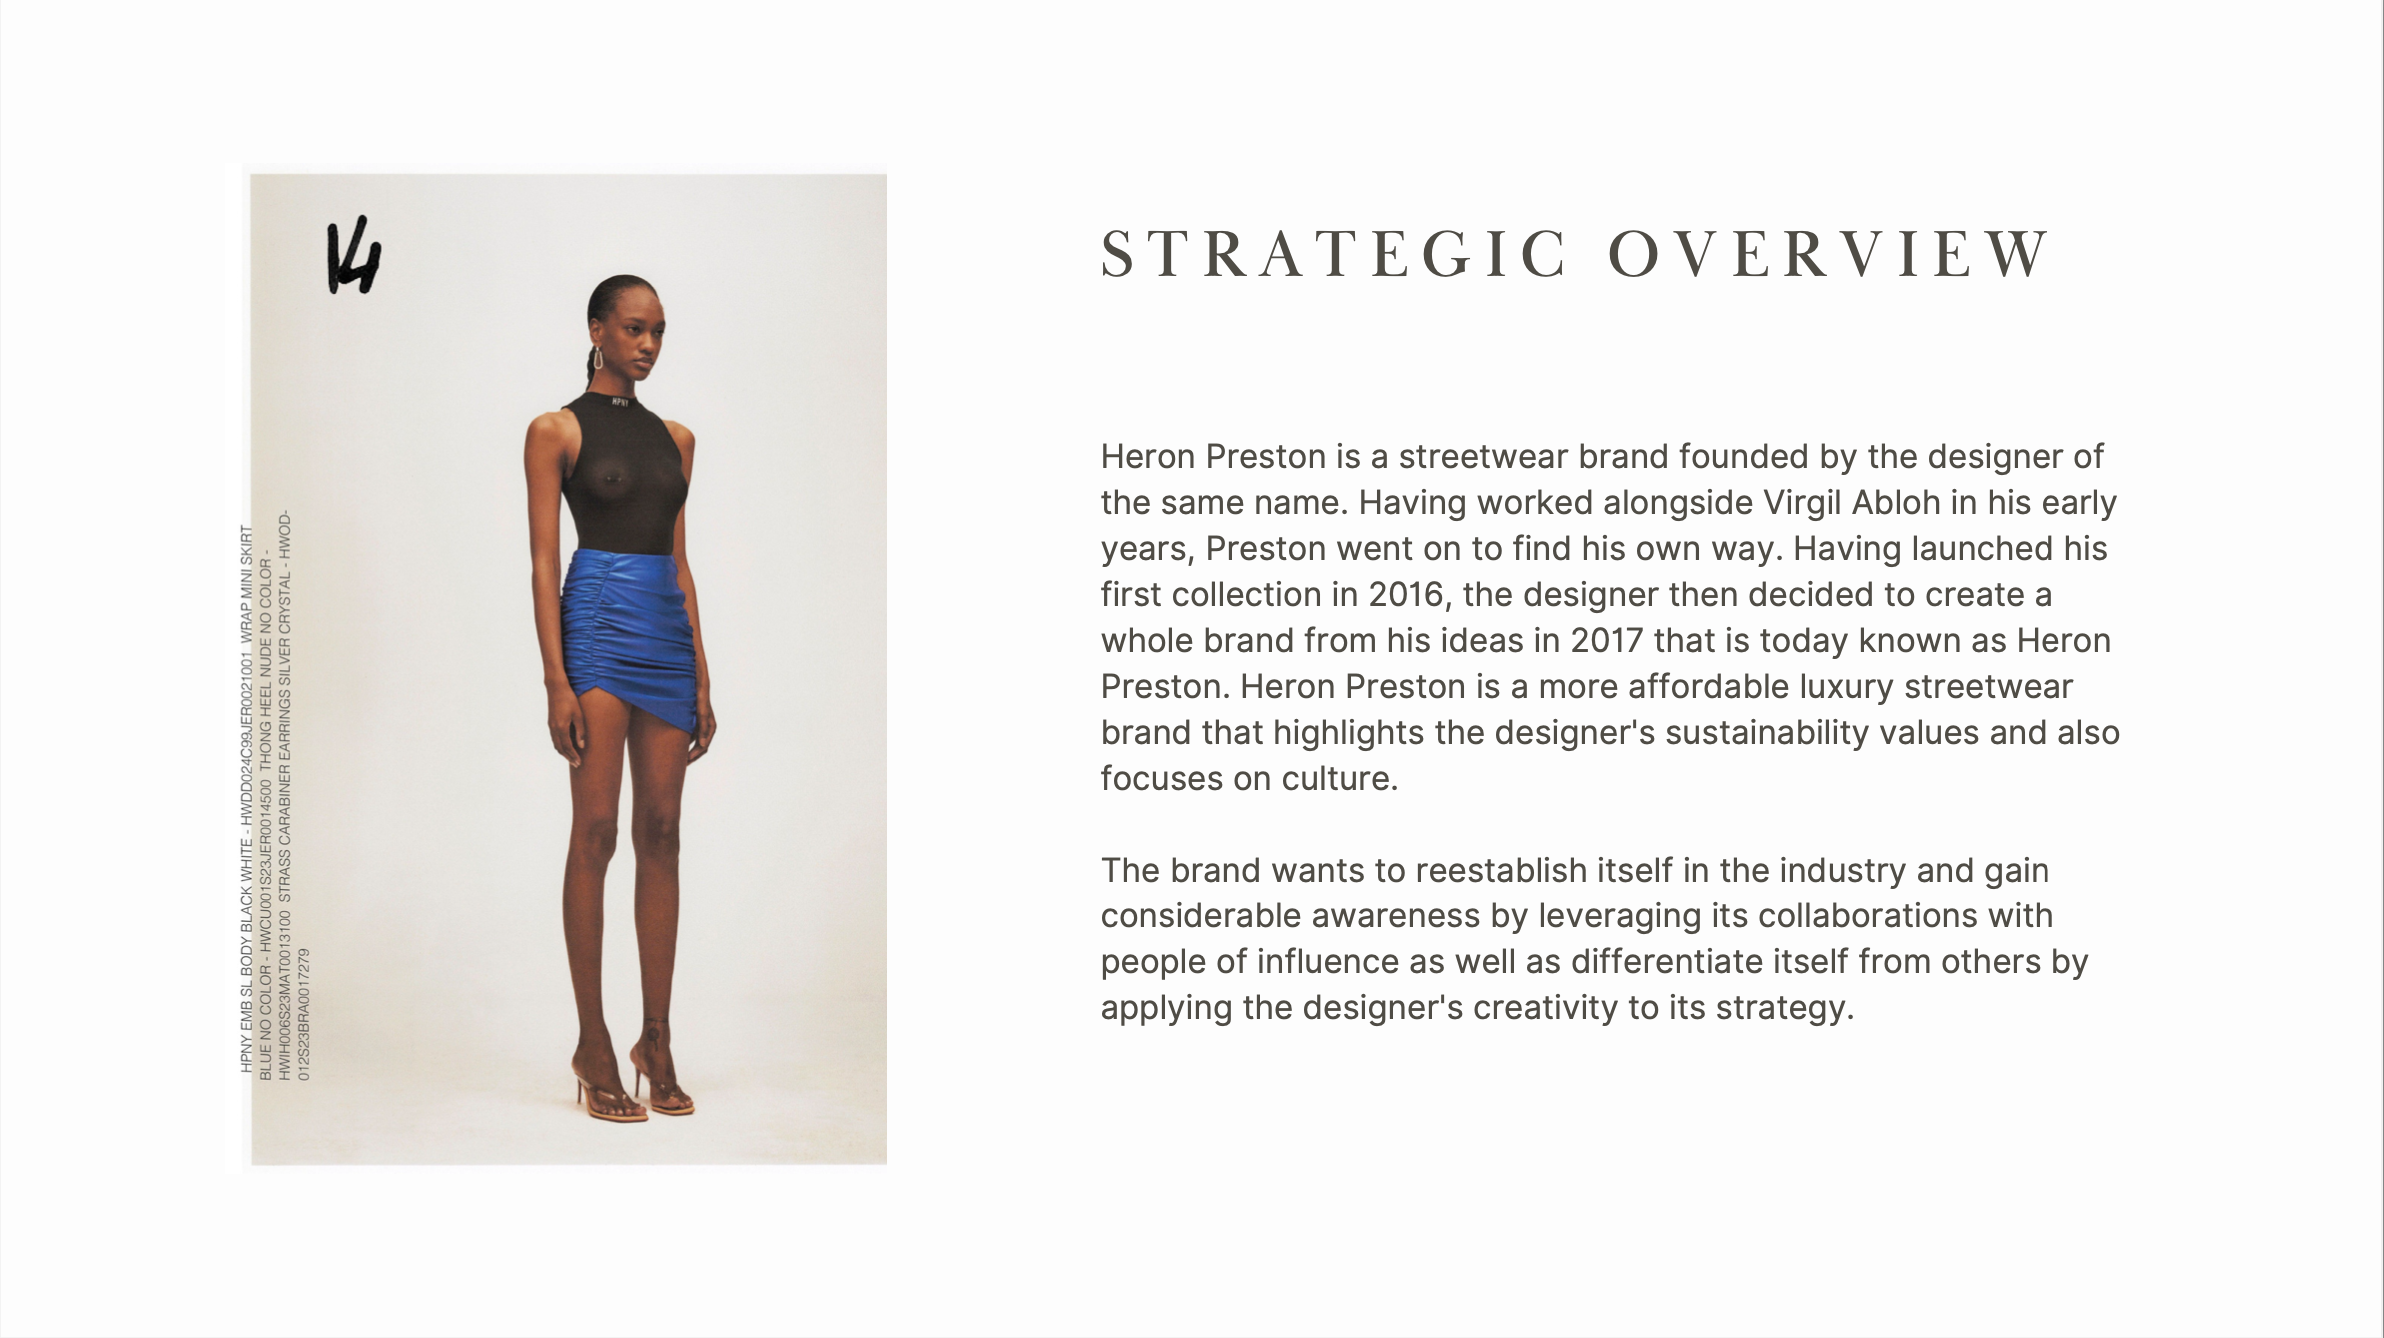 14
HPNY
HPNY EMB SL BODY BLACK WHITE - HWDD024C99JER0021001  WRAP MINI SKIRT
BLUE NO COLOR - HWCU001S23JER0014500  THONG HEEL NUDE NO COLOR -
HWIH006S23MAT0013100  STRASS CARABINER EARRINGS SILVER CRYSTAL - HWOD-
012S23BRA0017279
STRATEGIC OVERVIEW
Heron Preston is a streetwear brand founded by the designer of
the same name. Having worked alongside Virgil Abloh in his early
years, Preston went on to find his own way. Having launched his
first collection in 2016, the designer then decided to create a
whole brand from his ideas in 2017 that is today known as Heron
Preston. Heron Preston is a more affordable luxury streetwear
brand that highlights the designer's sustainability values and also
focuses on culture.
The brand wants to reestablish itself in the industry and gain
considerable awareness by leveraging its collaborations with
people of influence as well as differentiate itself from others by
applying the designer's creativity to its strategy.